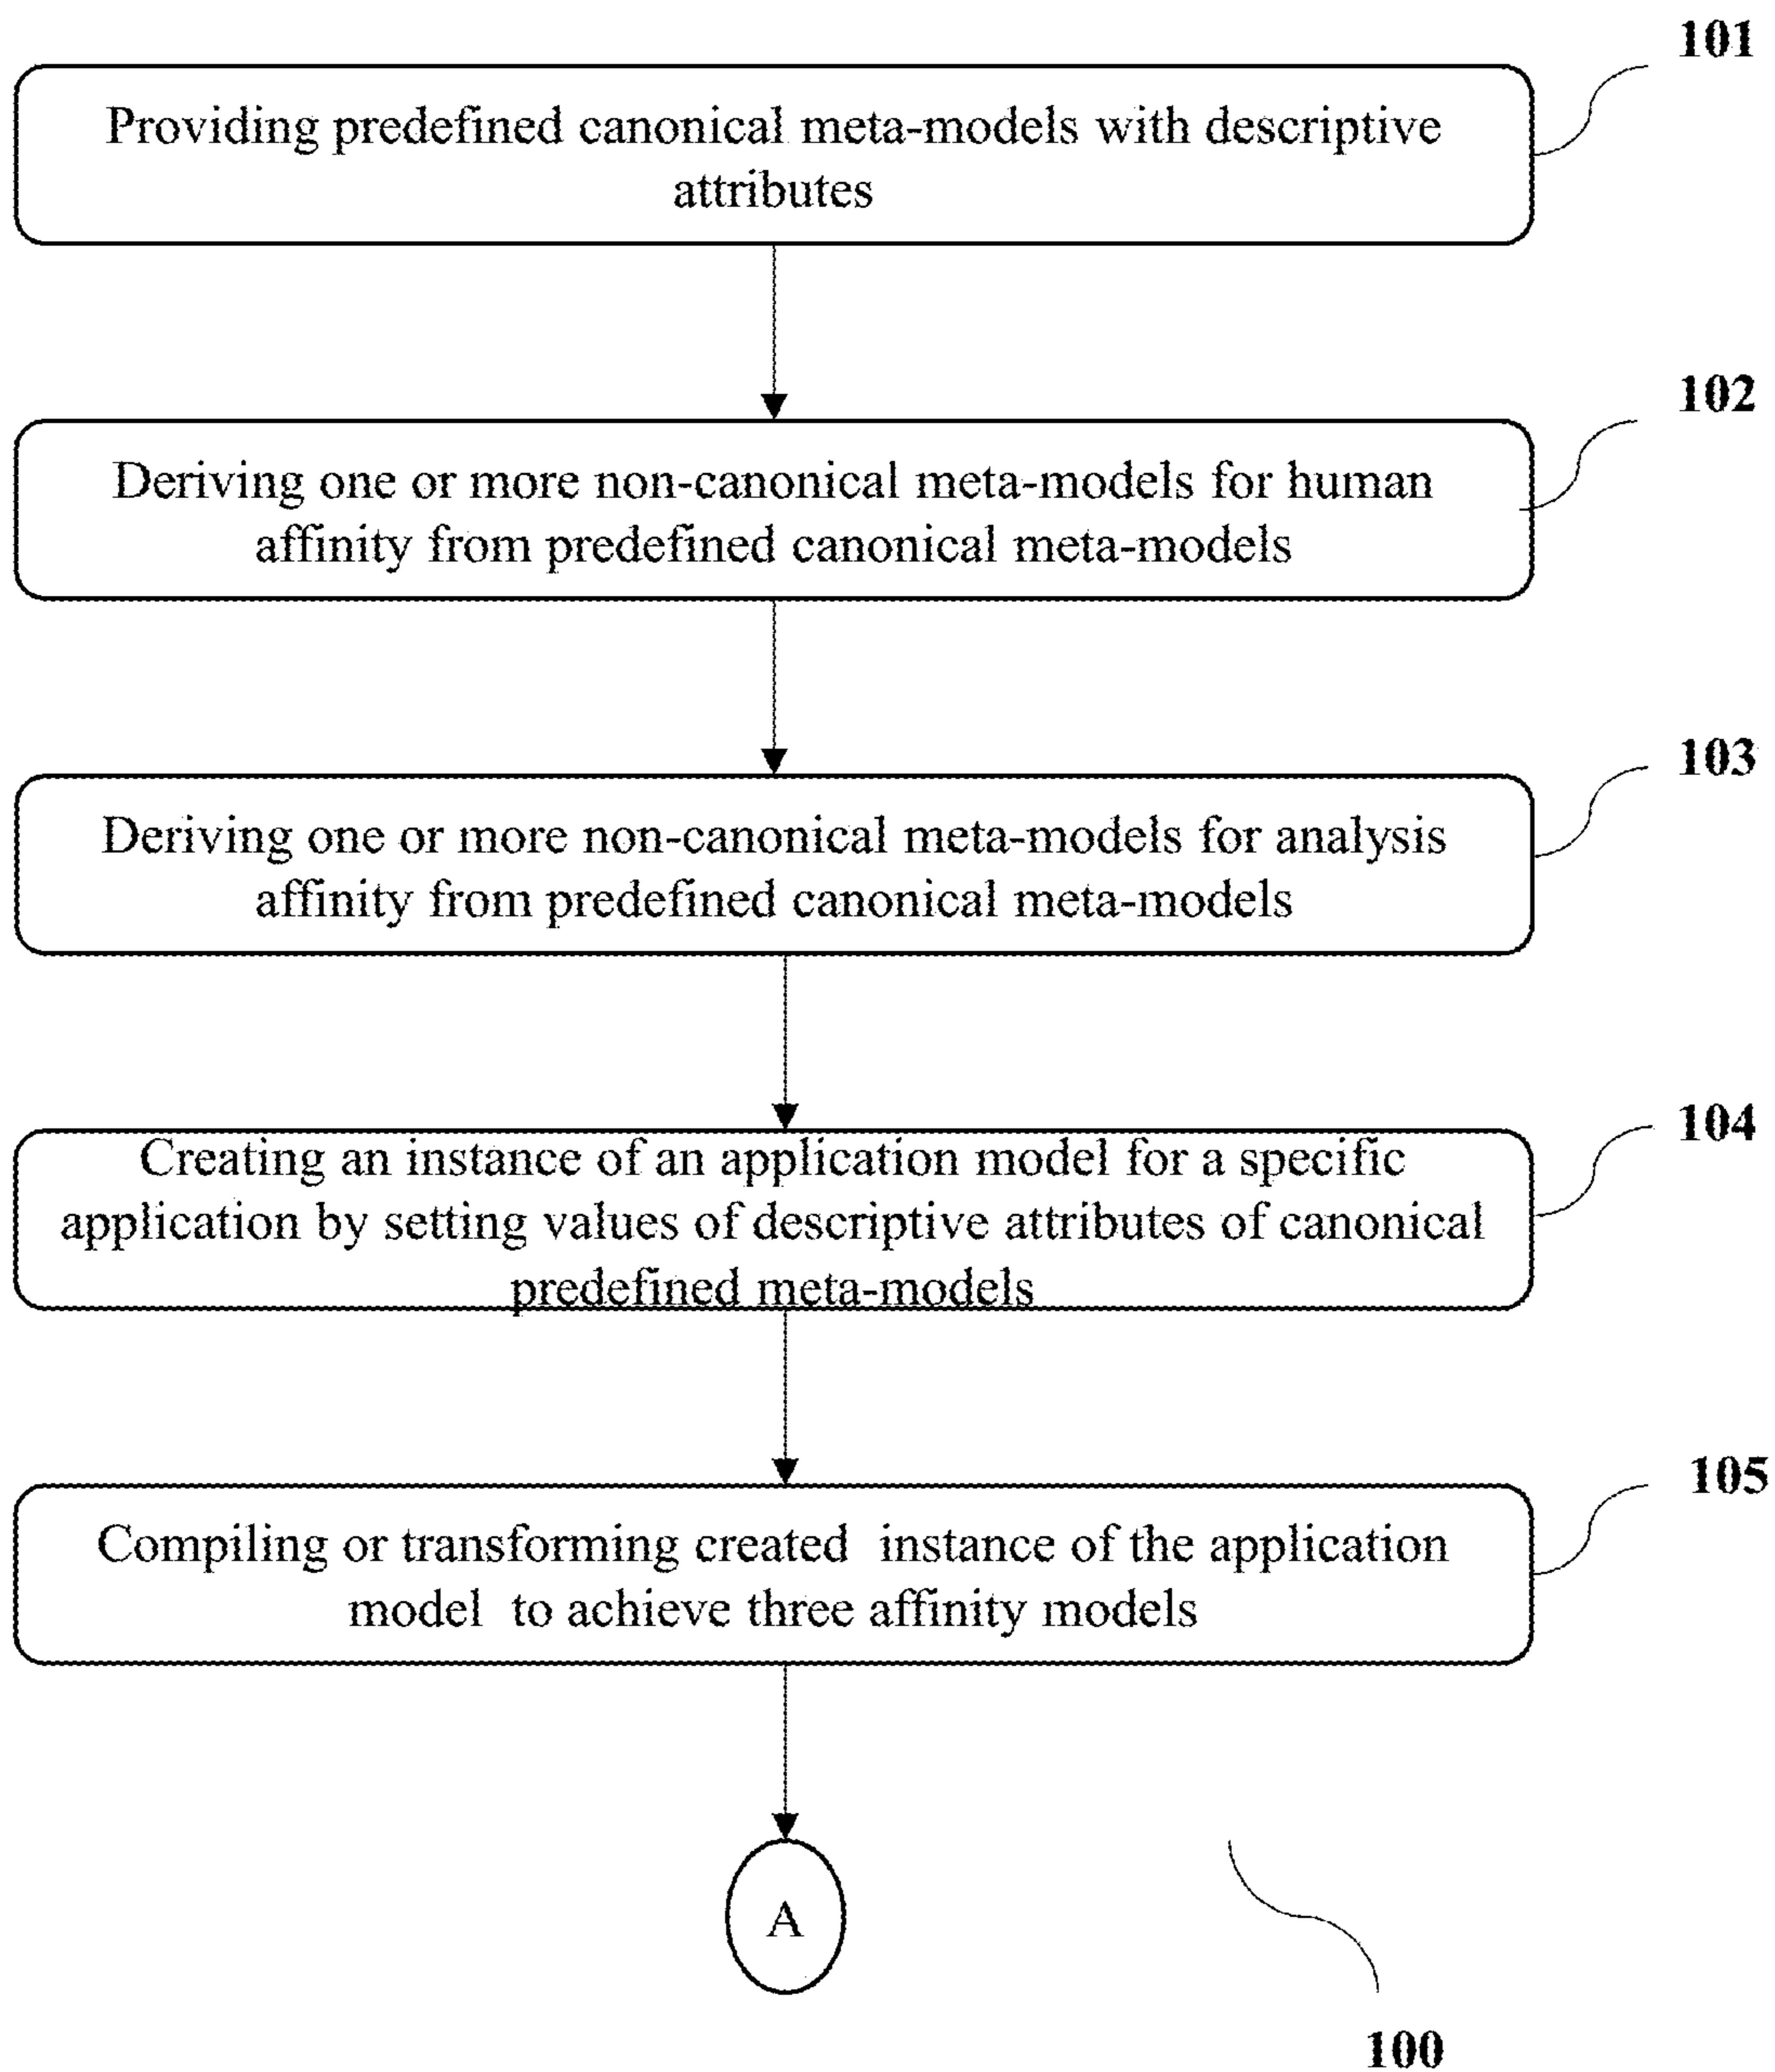 101
Providing predefined canonical meta-models with descriptive
attributes
102
Deriving one or more non-canonical meta-models for human
affinity from predefined canonical meta-models
103
Deriving one or more non-canonical meta-models for analysis
affinity from predefined canonical meta-models
104
Creating an instance of an application model for a specific
application by setting values of descriptive attributes of canonical
predefined meta-models
105
Compiling or transforming created instance of the application
model to achieve three affinity models
A
100